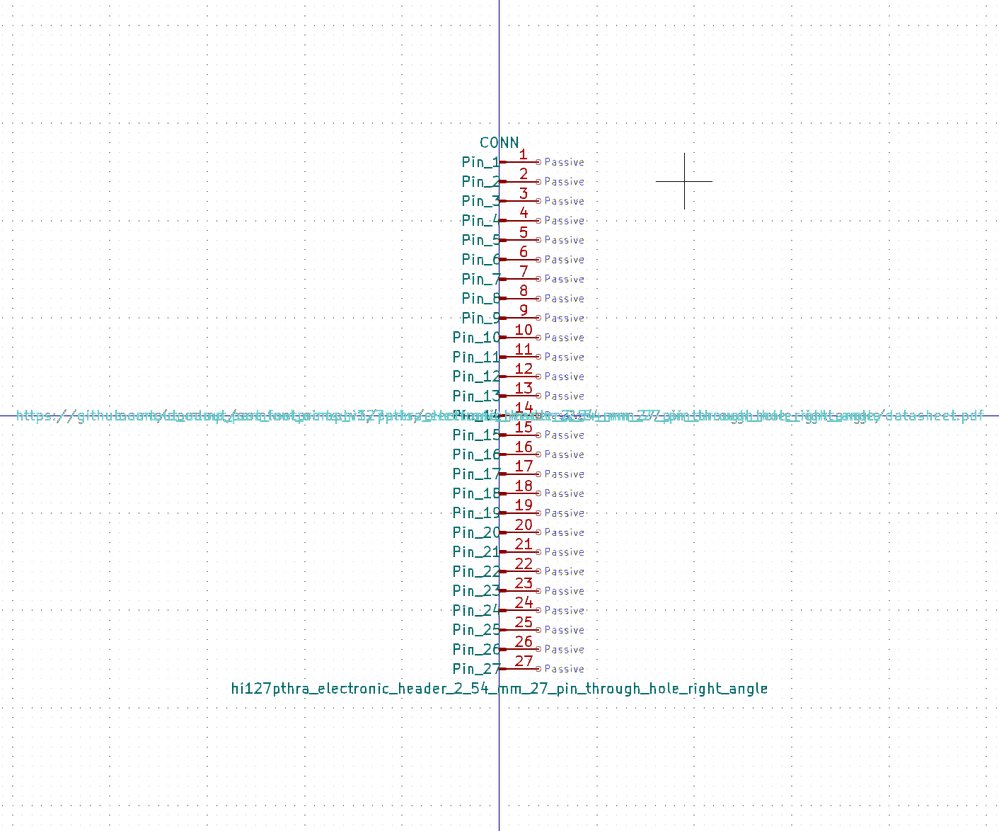 CONN
Pin_1 1 Passive
Pin_2 2 Passive
Pin_3 3 Passive
Pin_4 4 Passive
Pin_5 5 Passive
Pin_6 6 Passive
Pin_7 7 Passive
Pin_8 8 Passive
Pin_9 9 Passive
Pin_10 10 Passive
Pin_11 11 Passive
Pin_12 12 Passive
Pin_13 13 Passive
Pin_14 14
Pin_15 15 Passive
Pin_16 16 Passive
Pin_17 17 Passive
Pin_18 18 Passive
Pin_19 19 Passive
Pin_20 20 Passive
Pin_21 21 Passive
Pin_22 22 Passive
Pin_23 23 Passive
Pin_24 24 Passive
Pin_25 25 Passive
Pin_26 26 Passive
Pin_27 27 Passive
hi127pthra_electronic_header_2_54_mm_27_pin_through_hole_right_angle